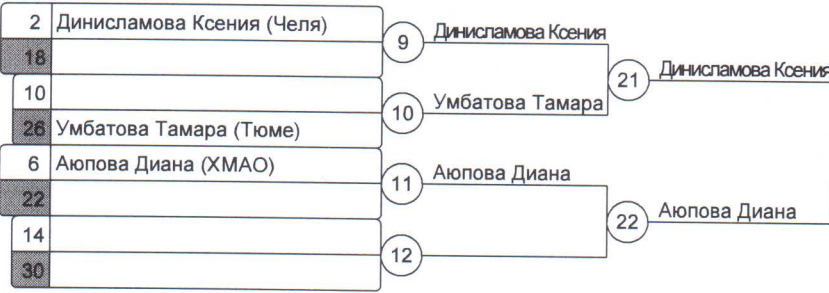 2 Динисламова Ксения (Челя)
9 Динисламова Ксения
18
21 Динисламова Ксения
10
10 Умбатова Тамара
26 Умбатова Тамара (Тюме)
6 Аюпова Диана (ХМАО)
11 Аюпова Диана
22
22 Аюпова Диана
14
12
30